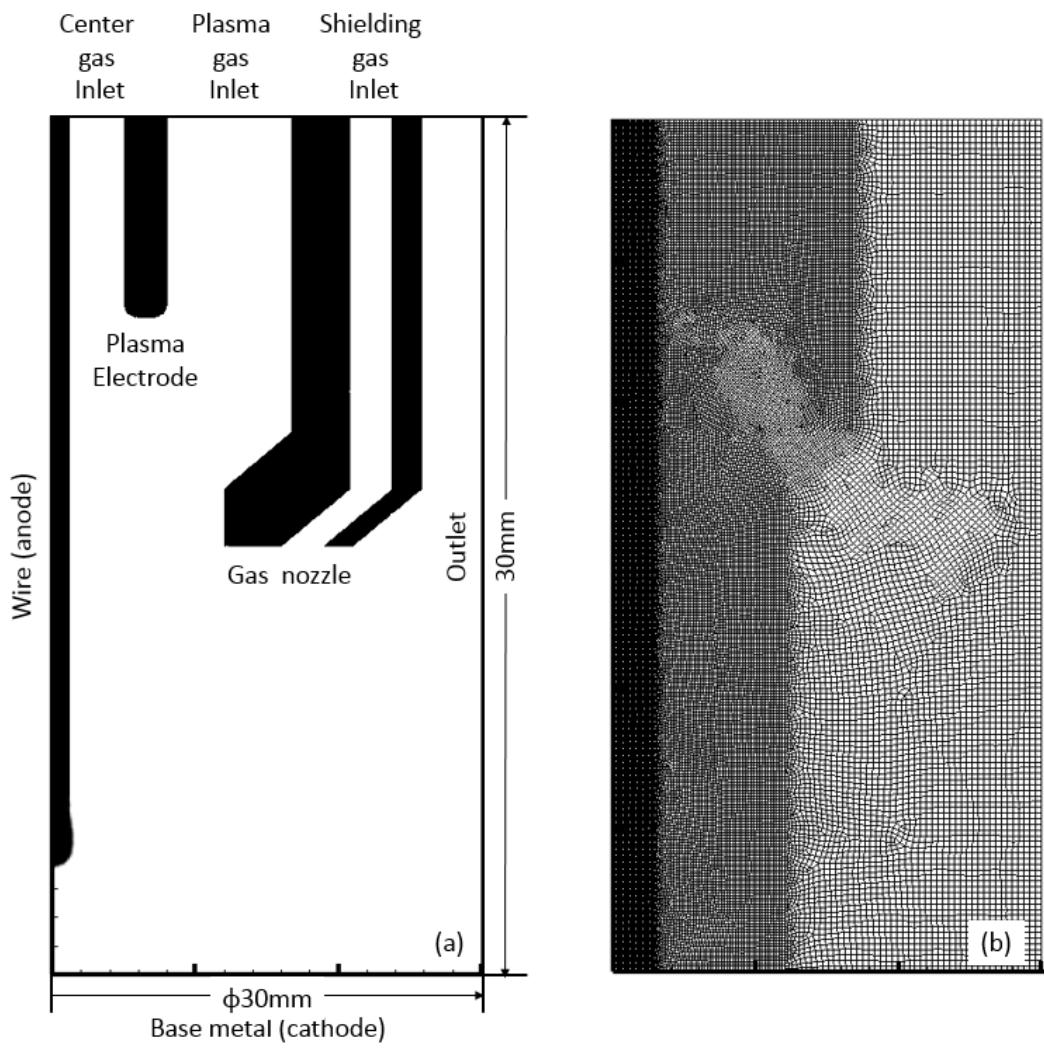 Center
gas
Inlet
Plasma
gas
Inlet
Shielding
gas
Inlet
Plasma
Electrode
Wire (anode)
Gas nozzle
Outlet
30mm
(a)
(b)
ϕ30mm
Base metal (cathode)